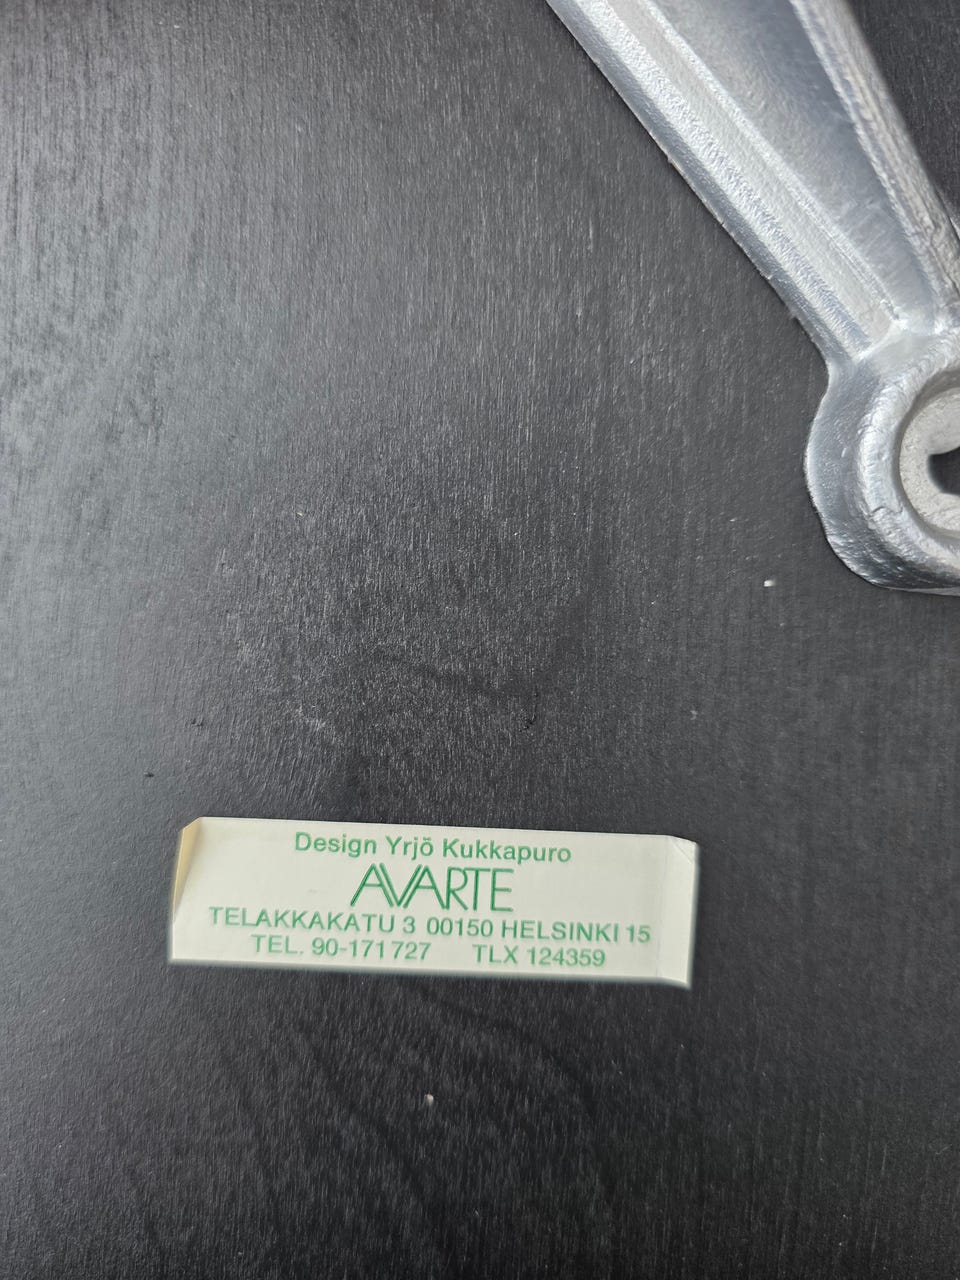 Design Yrjö Kukkapuro
AVARTE
TELAKKAKATU 3 00150 HELSINKI 15
TEL. 90-171727 TLX 124359